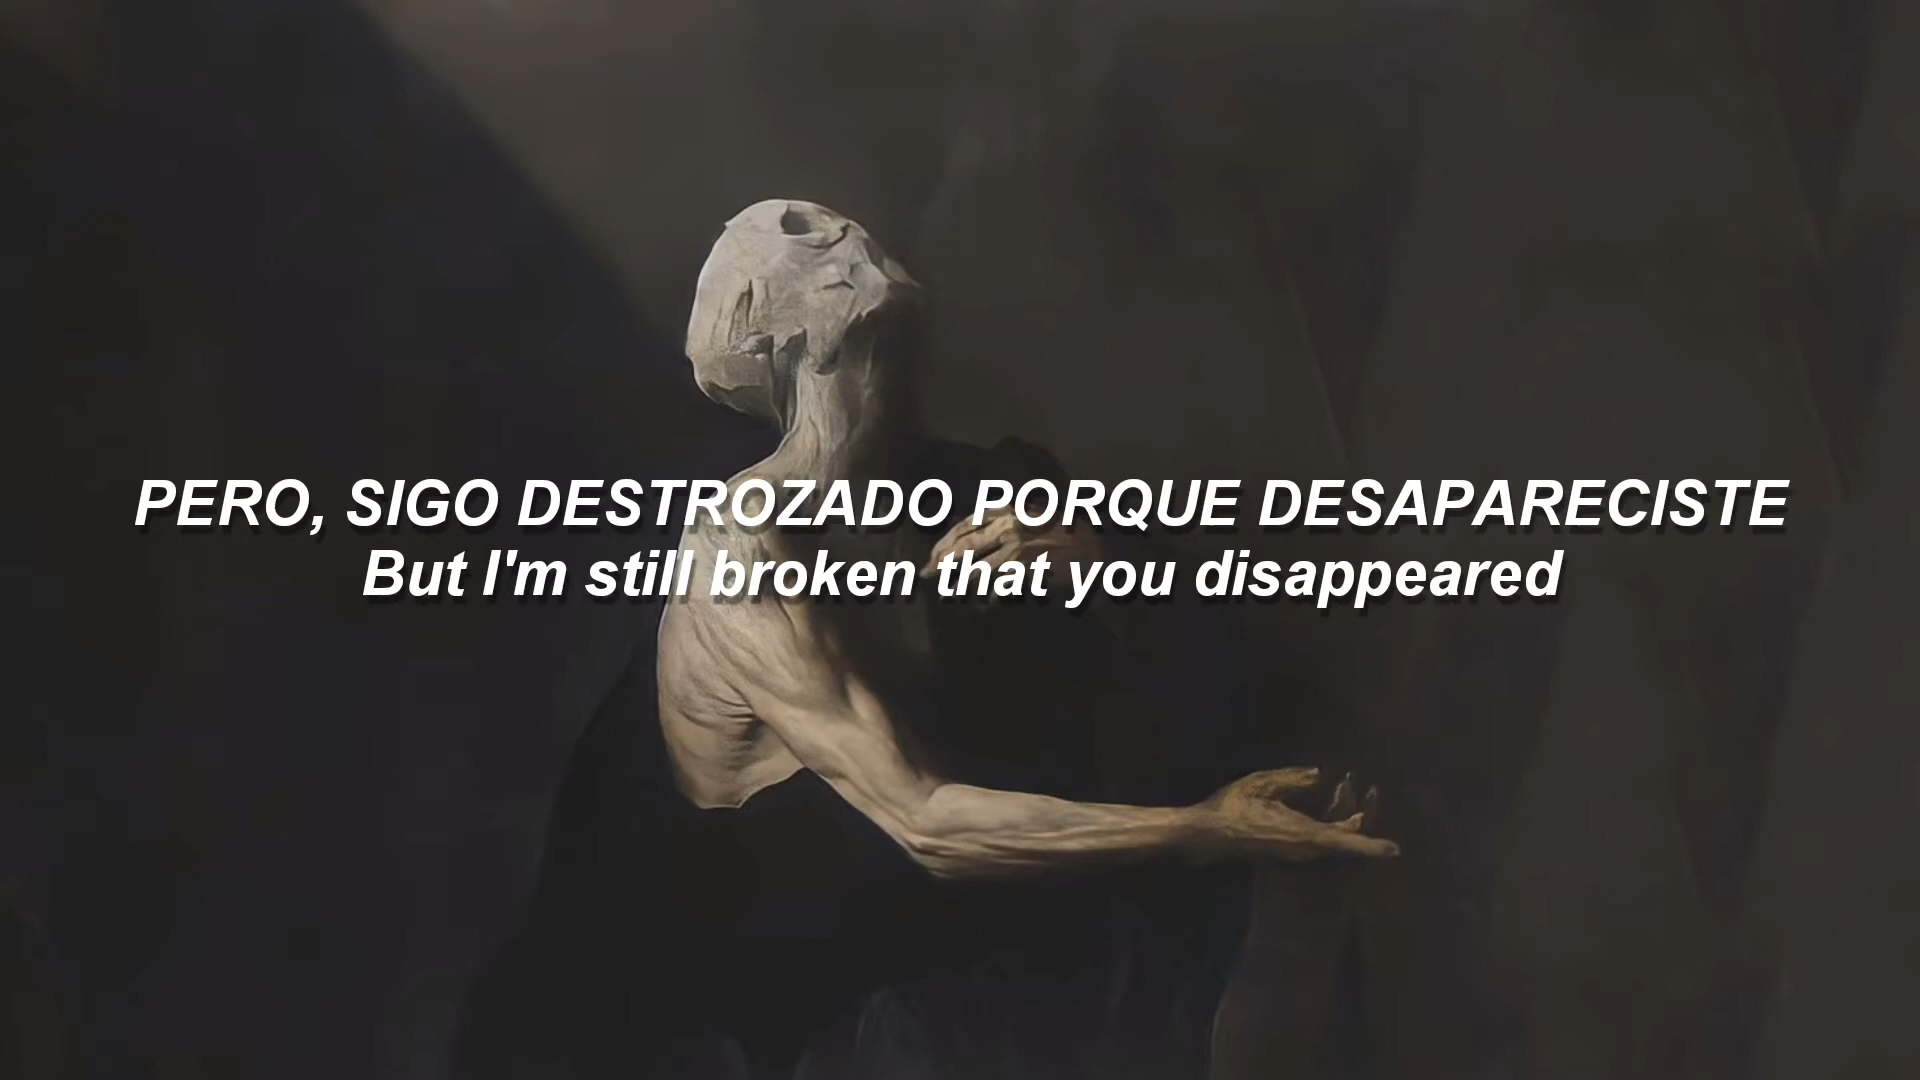 PERO, SIGO DESTROZADO PORQUE DESAPARECISTE
But I'm still broken that you disappeared